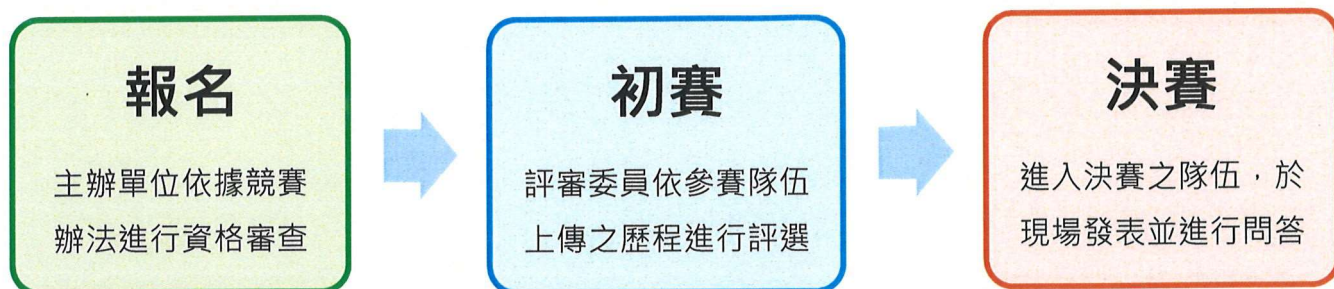 報名
主辦單位依據競賽
辦法進行資格審查
初賽
評審委員依參賽隊伍
上傳之歷程進行評選
決賽
進入決賽之隊伍，於
現場發表並進行問答